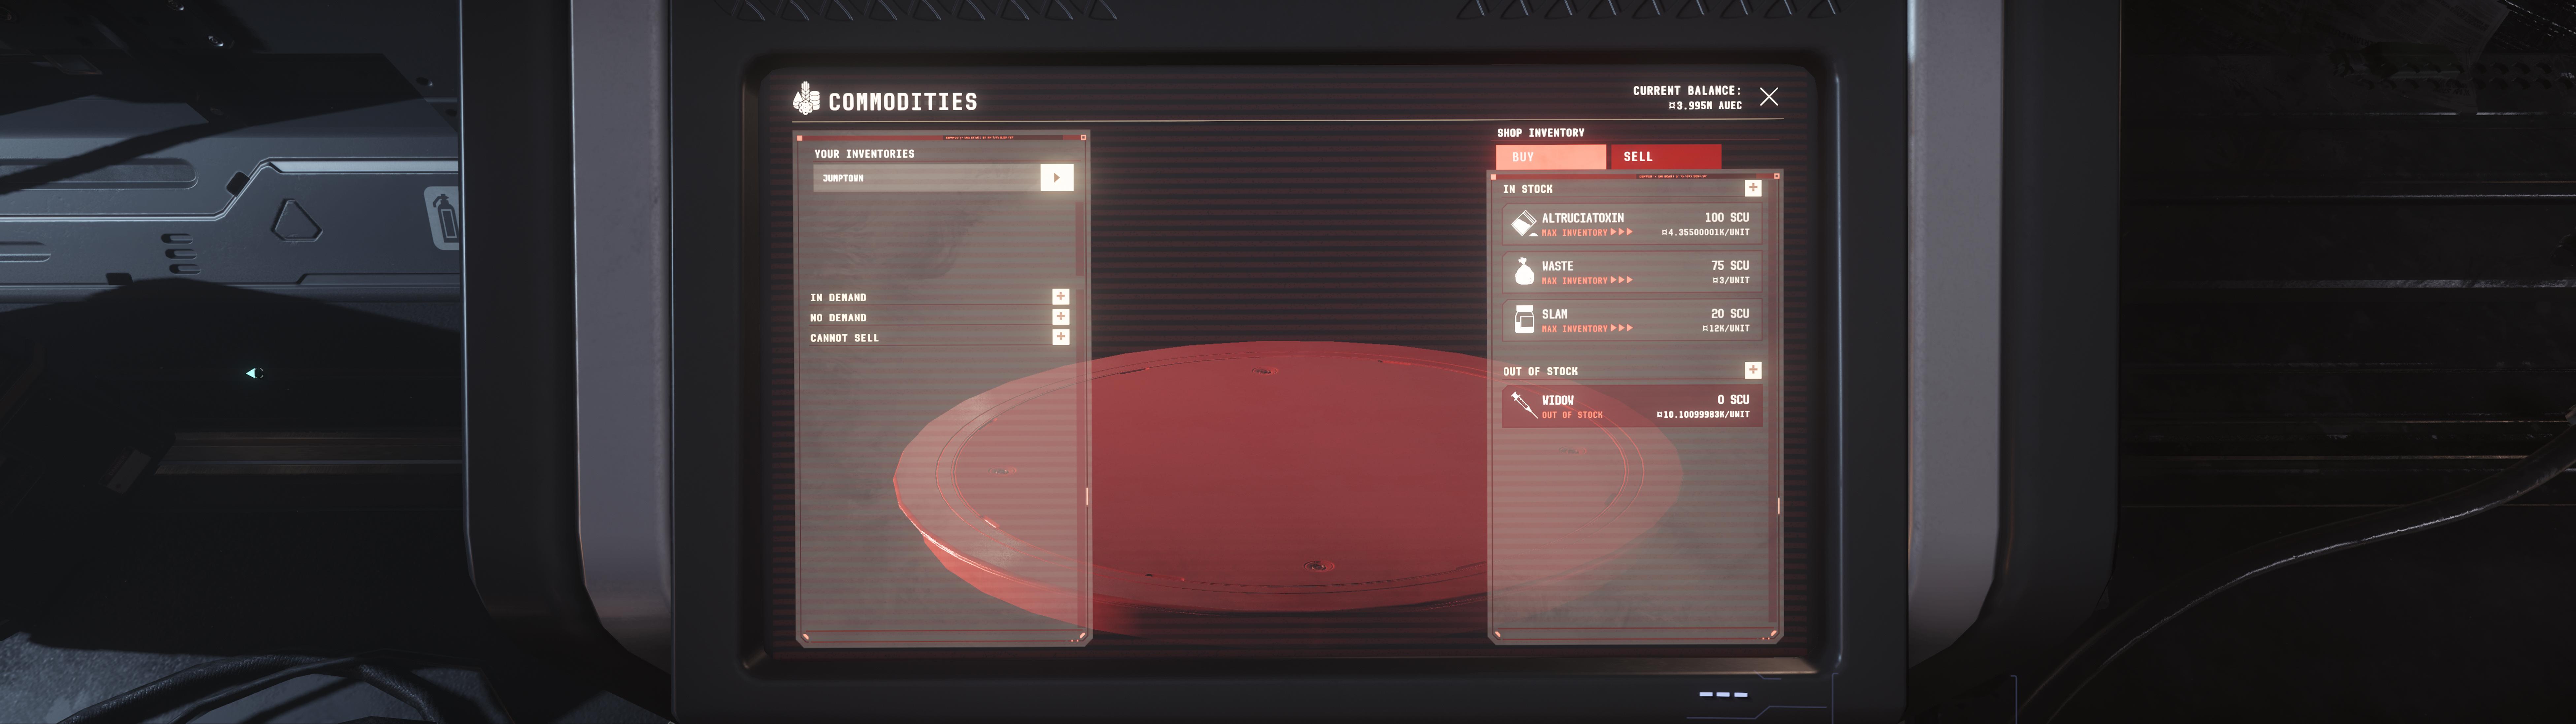 COMMODITIES
CURRENT BALANCE:
¤3.995M AUEC
YOUR INVENTORIES
JUMPTOWN
IN DEMAND
NO DEMAND
CANNOT SELL
SHOP INVENTORY
BUY SELL
IN STOCK
ALTRUCIATOXIN 100 SCU
MAX INVENTORY ¤4.35500001K/UNIT
WASTE 75 SCU
MAX INVENTORY ¤3/UNIT
SLAM 20 SCU
MAX INVENTORY ¤12K/UNIT
OUT OF STOCK
WIDOW 0 SCU
OUT OF STOCK ¤10.10099983K/UNIT